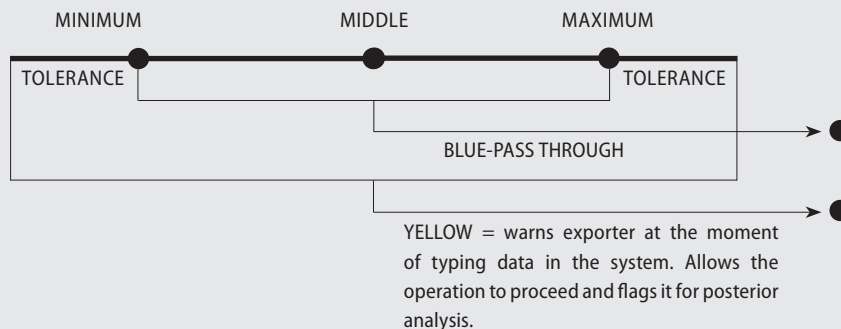 MINIMUM MIDDLE MAXIMUM
TOLERANCE TOLERANCE
BLUE-PASS THROUGH
YELLOW = warns exporter at the moment
of typing data in the system. Allows the
operation to proceed and flags it for posterior
analysis.